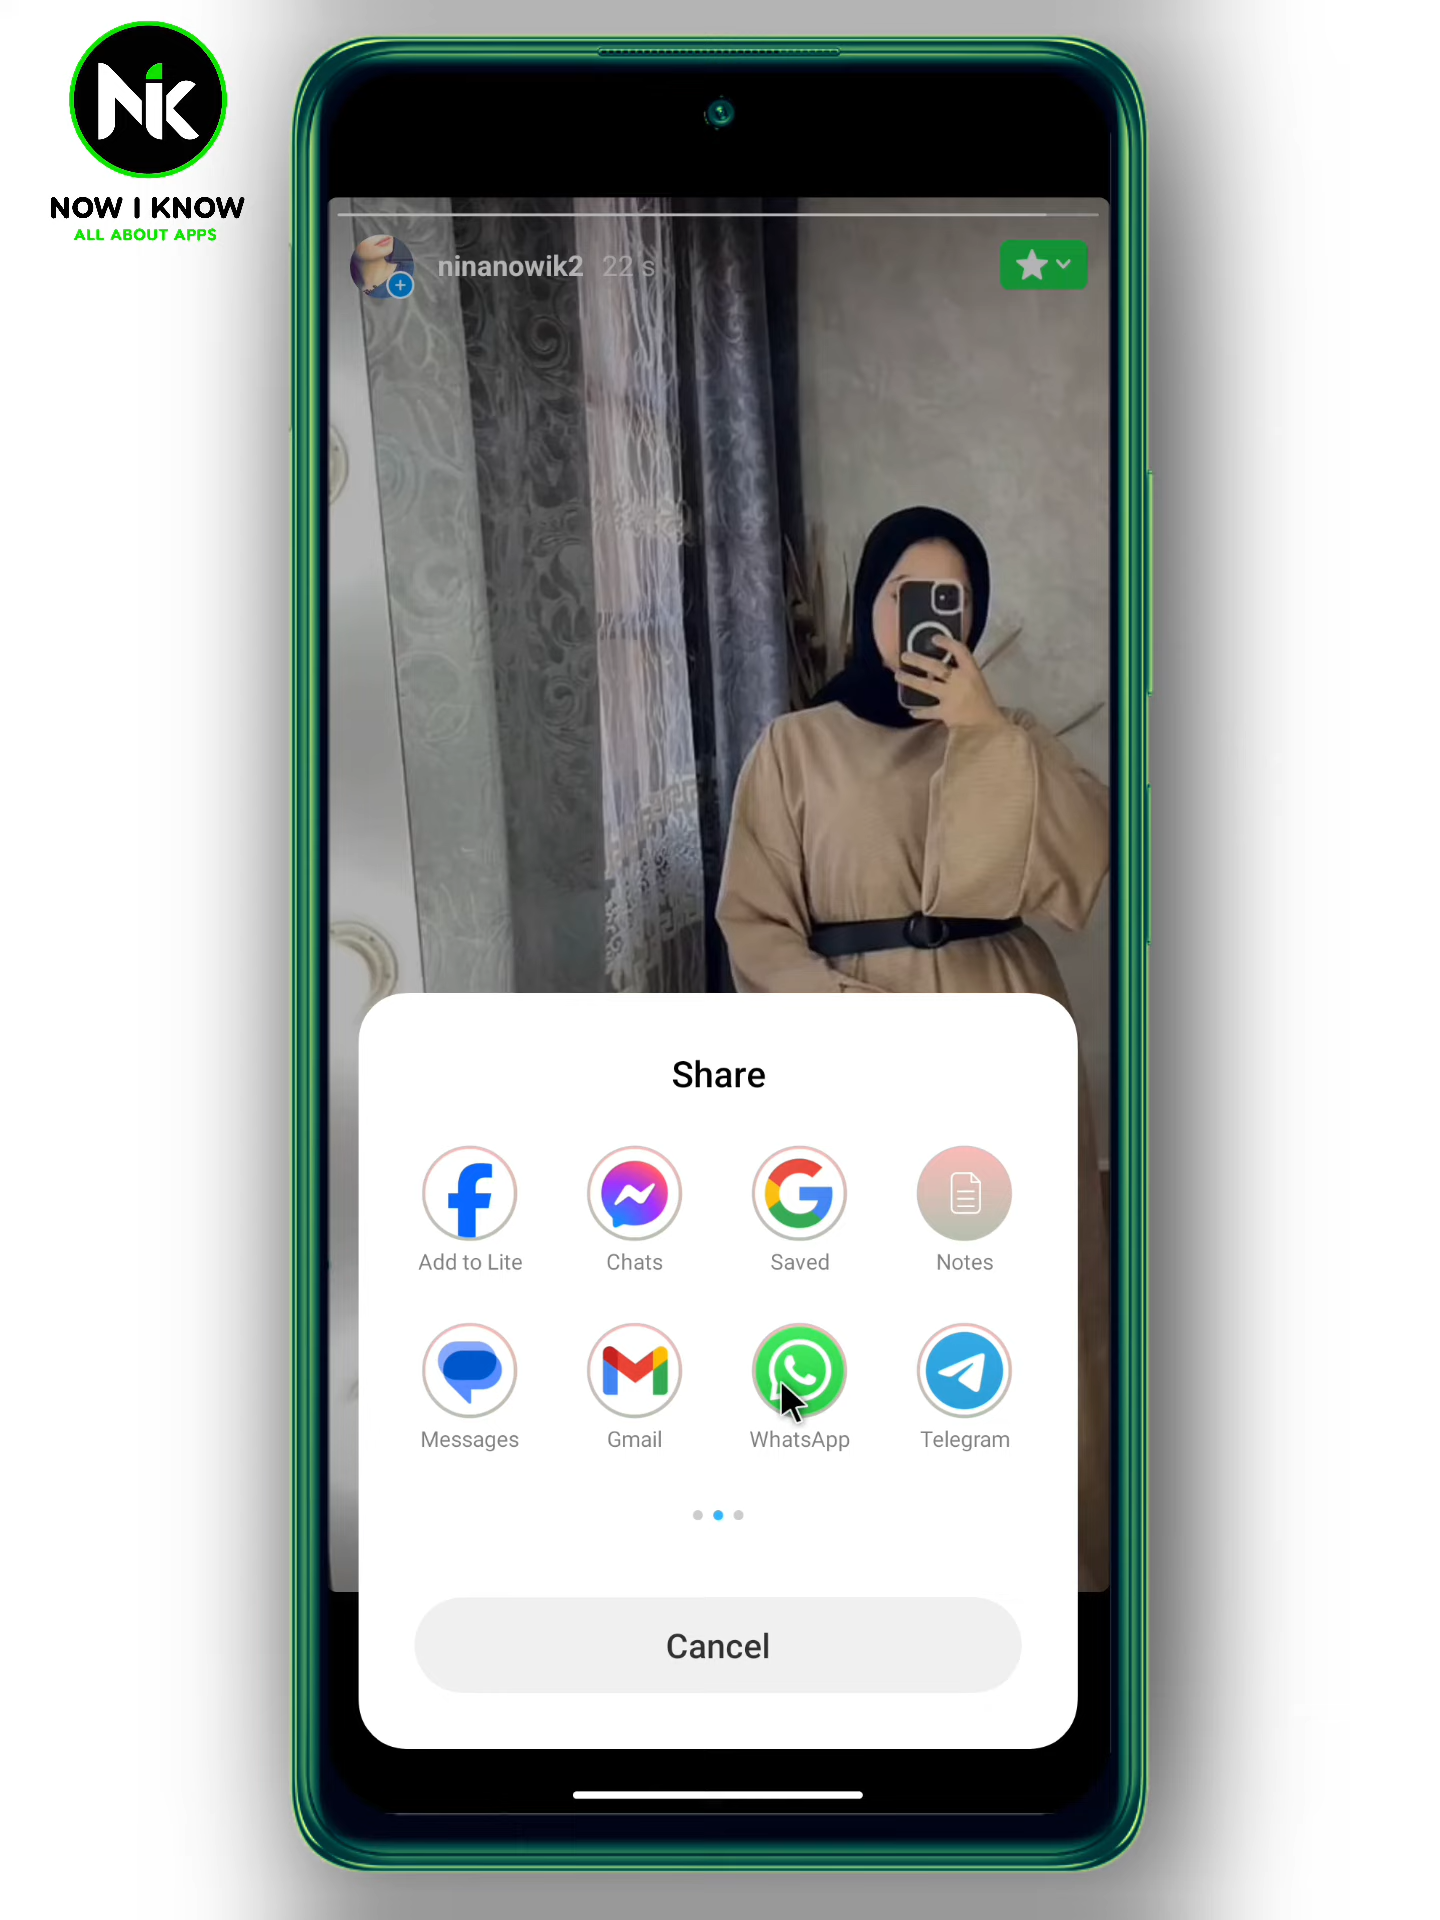 NiK
NOW I KNOW
ALL ABOUT APPS
ninanowik2 22 s
Share
Add to Lite Chats Saved Notes
Messages Gmail WhatsApp Telegram
Cancel